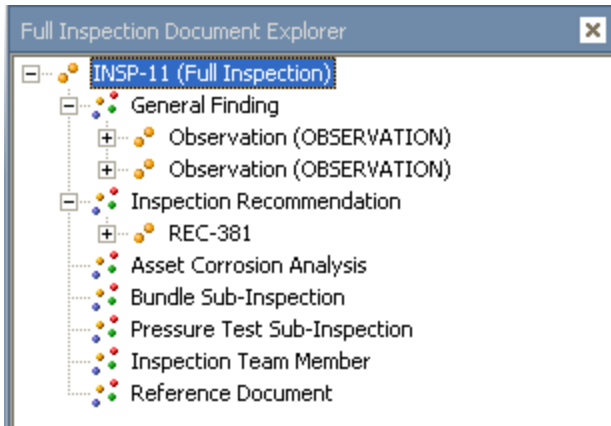 Full Inspection Document Explorer
INSP-11 (Full Inspection)
General Finding
Observation (OBSERVATION)
Observation (OBSERVATION)
Inspection Recommendation
REC-381
Asset Corrosion Analysis
Bundle Sub-Inspection
Pressure Test Sub-Inspection
Inspection Team Member
Reference Document